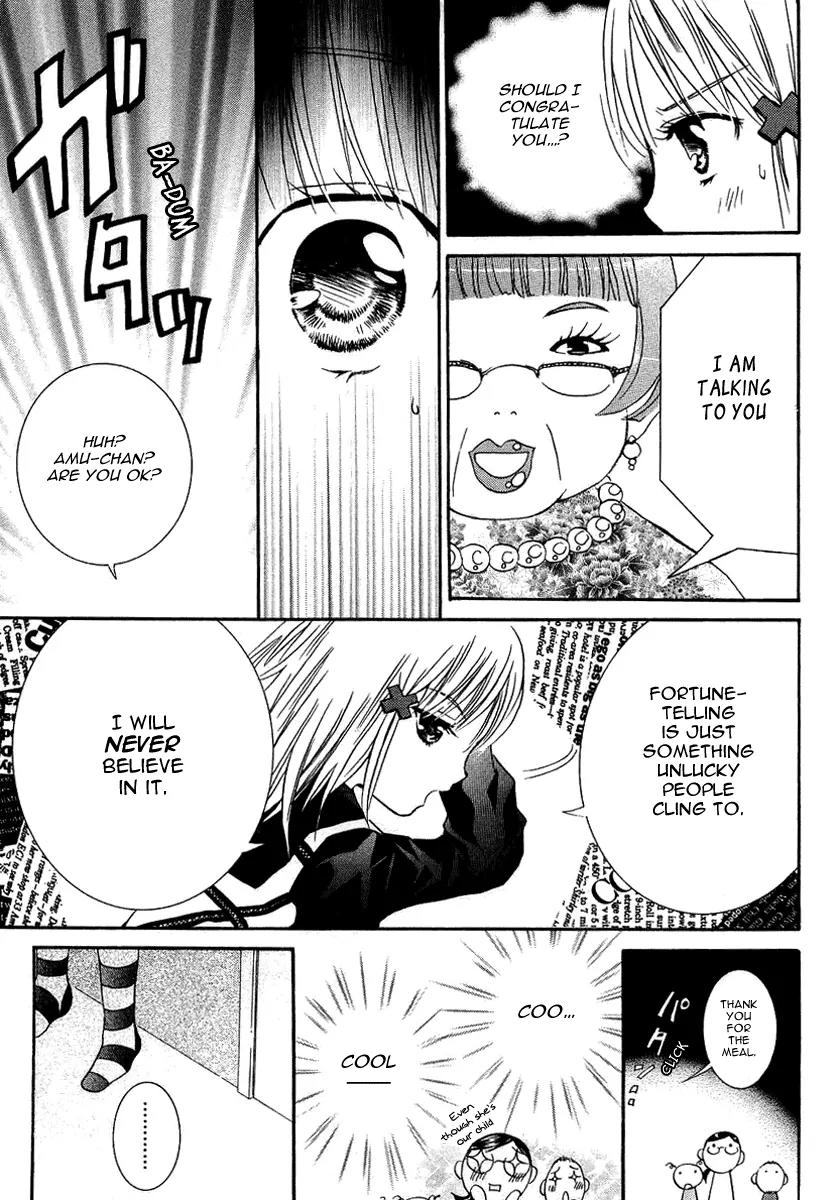 SHOULD I
CONGRA-
TULATE
YOU...?
I AM
TALKING
TO YOU
ガタッ
BA-DUM
HUH?
AMU-CHAN?
ARE YOU OK?
FORTUNE-
TELLING
IS JUST
SOMETHING
UNLUCKY
PEOPLE
CLING TO.
I WILL
NEVER
BELIEVE
IN IT.
THANK
YOU
FOR THE
MEAL.
パタ
CLICK
COO...
COOL
Even
though she's
our child
.........